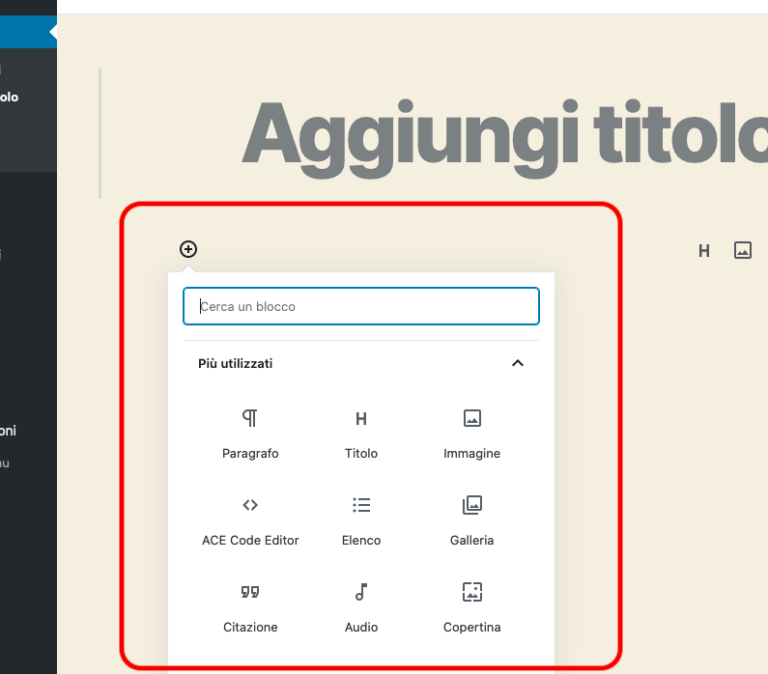 olo
Aggiungi titolo
H
Cerca un blocco
Più utilizzati
H
Paragrafo
Titolo
Immagine
ACE Code Editor
Elenco
Galleria
Citazione
Audio
Copertina
oni
nu